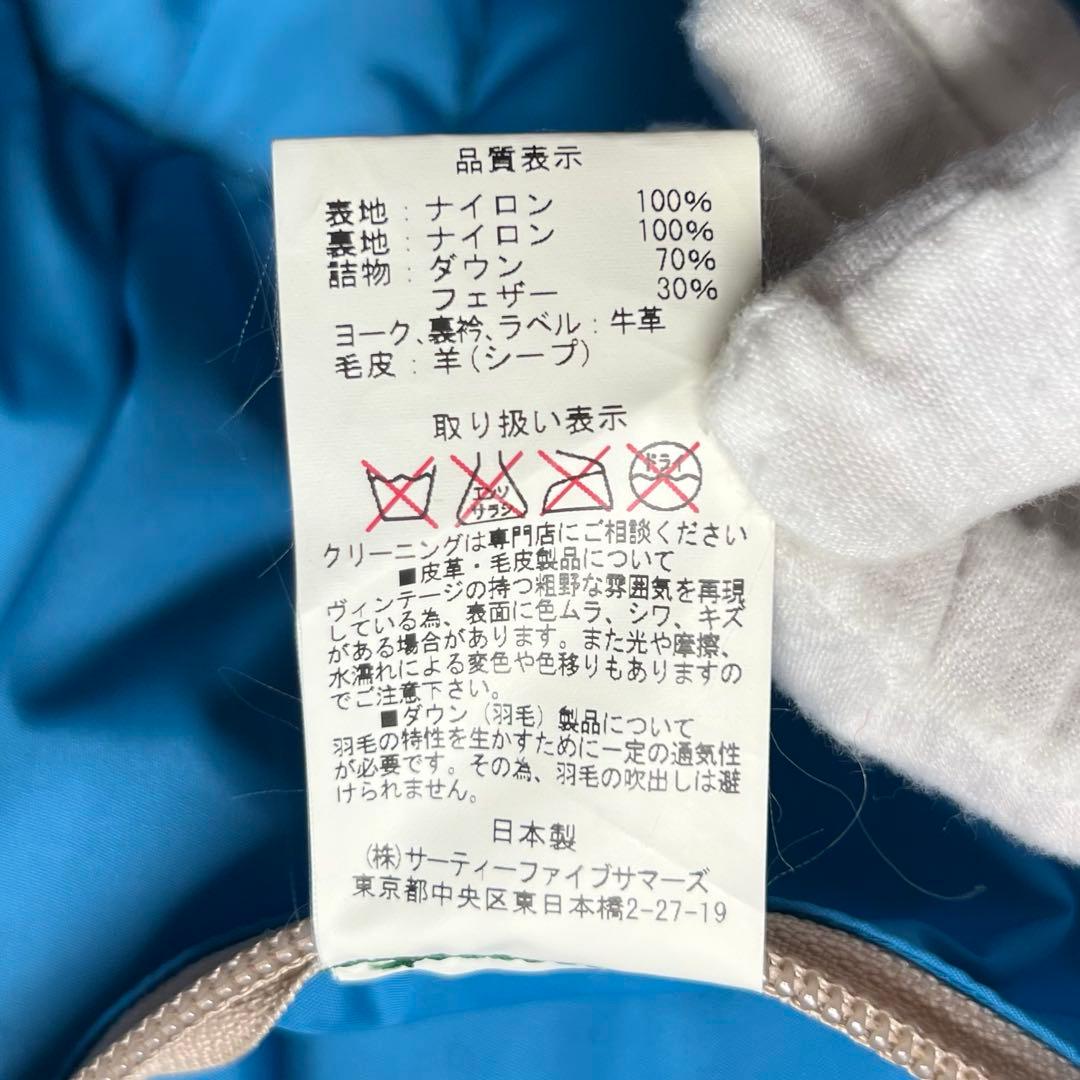 品質表示
表地：ナイロン 100%
裏地：ナイロン 100%
詰物：ダウン 70%
フェザー 30%
ヨーク、裏衿、ラベル：牛革
毛皮：羊(シープ)
取り扱い表示
エンソ サラシ ドライ
クリーニングは専門店にご相談ください
■皮革・毛皮製品について
ヴィンテージの持つ粗野な雰囲気を再現
している為、表面に色ムラ、シワ、キズ
がある場合があります。また光や摩擦、
水濡れによる変色や色移りもありますの
でご注意下さい。
■ダウン（羽毛）製品について
羽毛の特性を生かすために一定の通気性
が必要です。その為、羽毛の吹出しは避
けられません。
日本製
(株)サーティーファイブサマーズ
東京都中央区東日本橋2-27-19